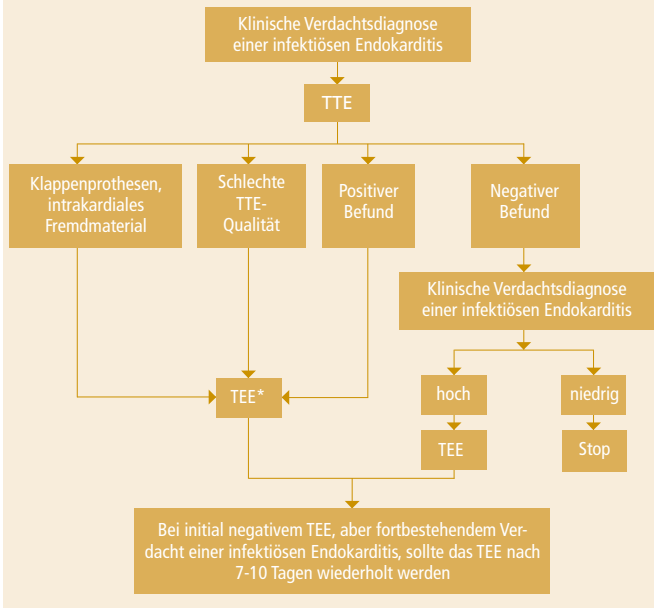 Klinische Verdachtsdiagnose
einer infektiösen Endokarditis
TTE
Klappenprothesen,
intrakardiales
Fremdmaterial
Schlechte
TTE-
Qualität
Positiver
Befund
Negativer
Befund
Klinische Verdachtsdiagnose
einer infektiösen Endokarditis
TEE*
hoch
niedrig
TEE
Stop
Bei initial negativem TEE, aber fortbestehendem Ver-
dacht einer infektiösen Endokarditis, sollte das TEE nach
7-10 Tagen wiederholt werden